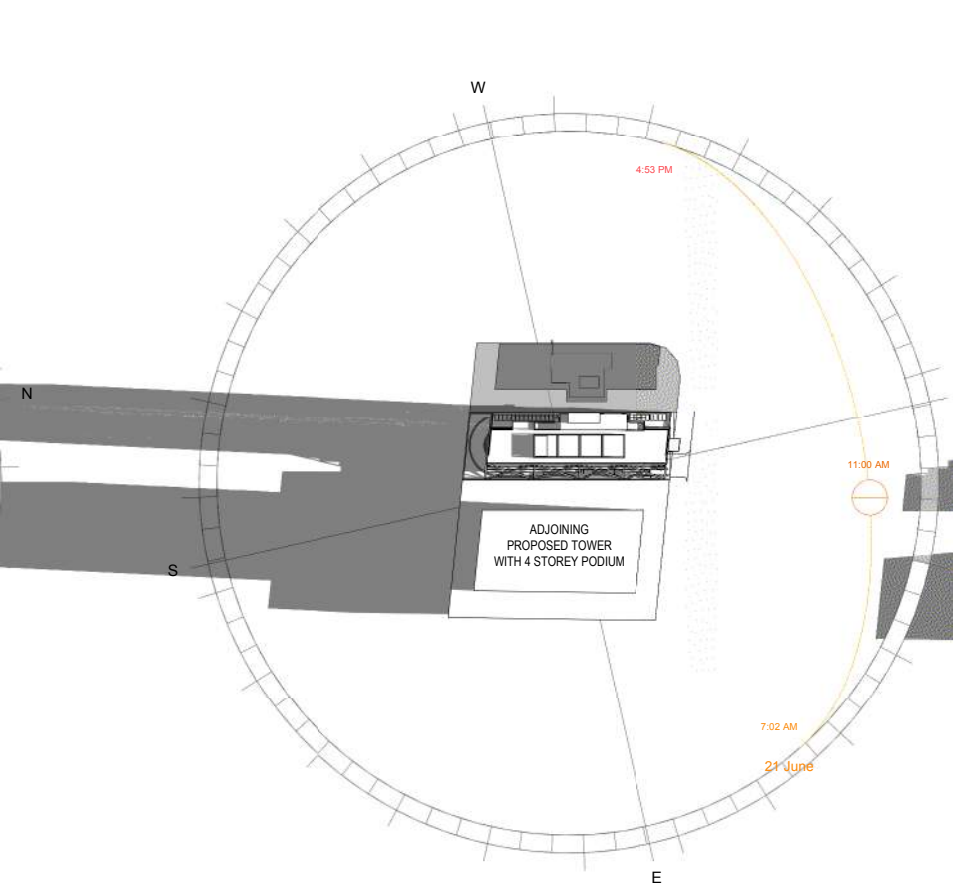 W
4:53 PM
N
11:00 AM
ADJOINING
PROPOSED TOWER
WITH 4 STOREY PODIUM
S
7:02 AM
21 June
E